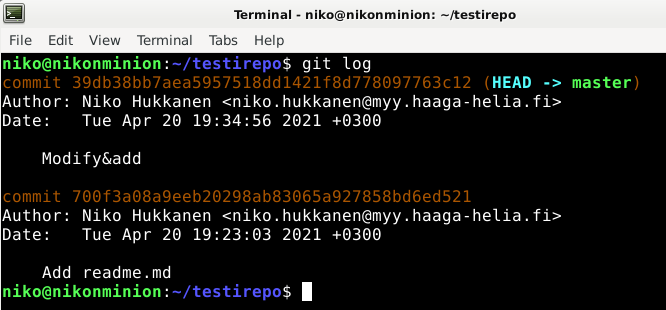 Terminal - niko@nikonminion: ~/testirepo
File Edit View Terminal Tabs Help
niko@nikonminion:~/testirepo$ git log
commit 39db38bb7aea5957518dd1421f8d778097763c12 (HEAD -> master)
Author: Niko Hukkanen <niko.hukkanen@myy.haaga-helia.fi>
Date:   Tue Apr 20 19:34:56 2021 +0300
    Modify&add
commit 700f3a08a9eeb20298ab83065a927858bd6ed521
Author: Niko Hukkanen <niko.hukkanen@myy.haaga-helia.fi>
Date:   Tue Apr 20 19:23:03 2021 +0300
    Add readme.md
niko@nikonminion:~/testirepo$